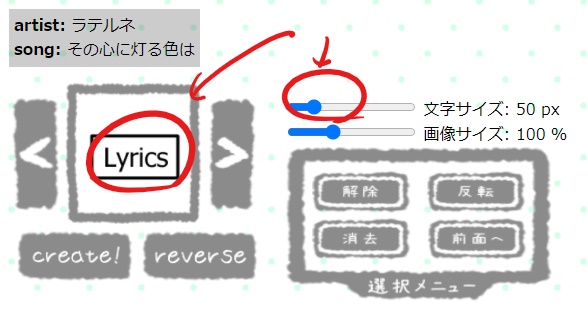 artist: ラテルネ
song: その心に灯る色は
文字サイズ: 50 px
画像サイズ: 100 %
<
Lyrics
>
解除
反転
消去
前面へ
create!
reverse
選択メニュー